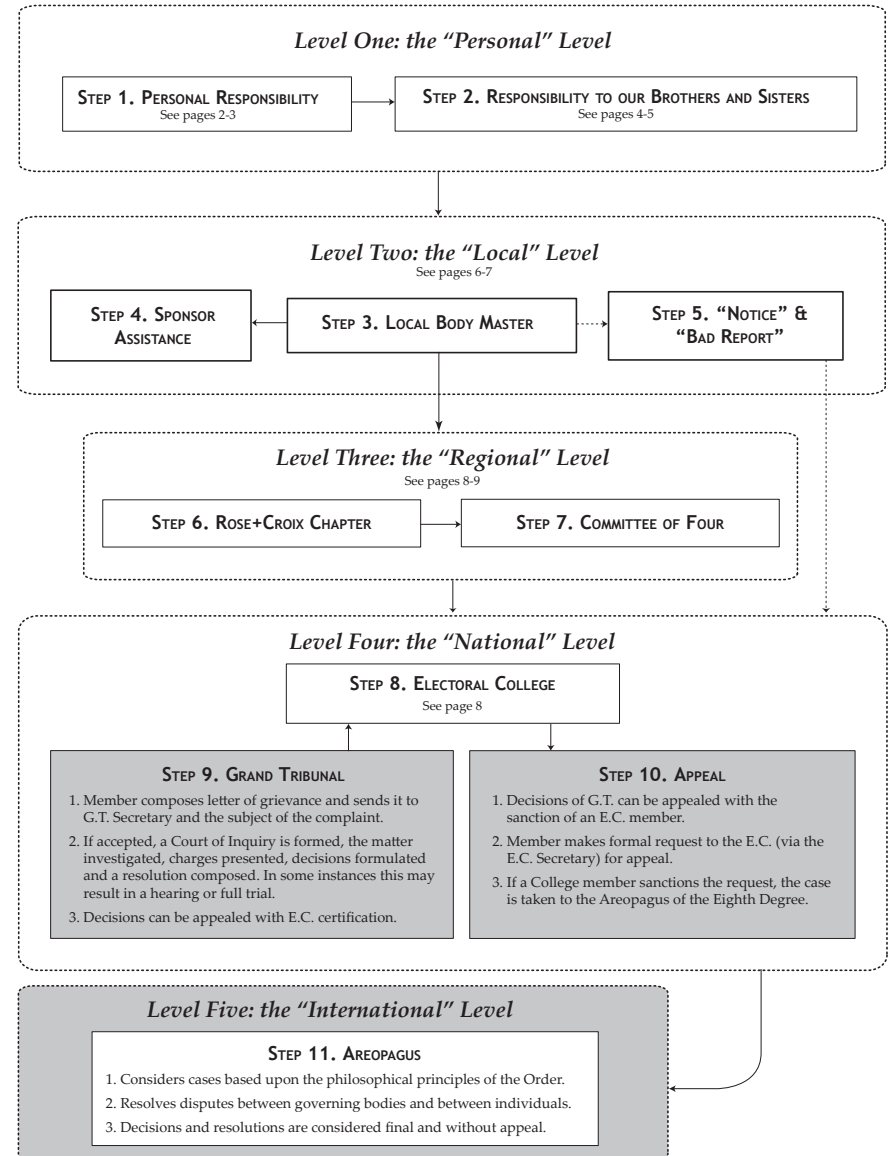 Level One: the “Personal” Level
Step 1. Personal Responsibility
See pages 2-3
Step 2. Responsibility to our Brothers and Sisters
See pages 4-5
Level Two: the “Local” Level
See pages 6-7
Step 4. Sponsor
Assistance
Step 3. Local Body Master
Step 5. “Notice” &
“Bad Report”
Level Three: the “Regional” Level
See pages 8-9
Step 6. Rose+Croix Chapter
Step 7. Committee of Four
Level Four: the “National” Level
Step 8. Electoral College
See page 8
Step 9. Grand Tribunal
1. Member composes letter of grievance and sends it to
G.T. Secretary and the subject of the complaint.
2. If accepted, a Court of Inquiry is formed, the matter
investigated, charges presented, decisions formulated
and a resolution composed. In some instances this may
result in a hearing or full trial.
3. Decisions can be appealed with E.C. certification.
Step 10. Appeal
1. Decisions of G.T. can be appealed with the
sanction of an E.C. member.
2. Member makes formal request to the E.C. (via the
E.C. Secretary) for appeal.
3. If a College member sanctions the request, the case
is taken to the Areopagus of the Eighth Degree.
Level Five: the “International” Level
Step 11. Areopagus
1. Considers cases based upon the philosophical principles of the Order.
2. Resolves disputes between governing bodies and between individuals.
3. Decisions and resolutions are considered final and without appeal.